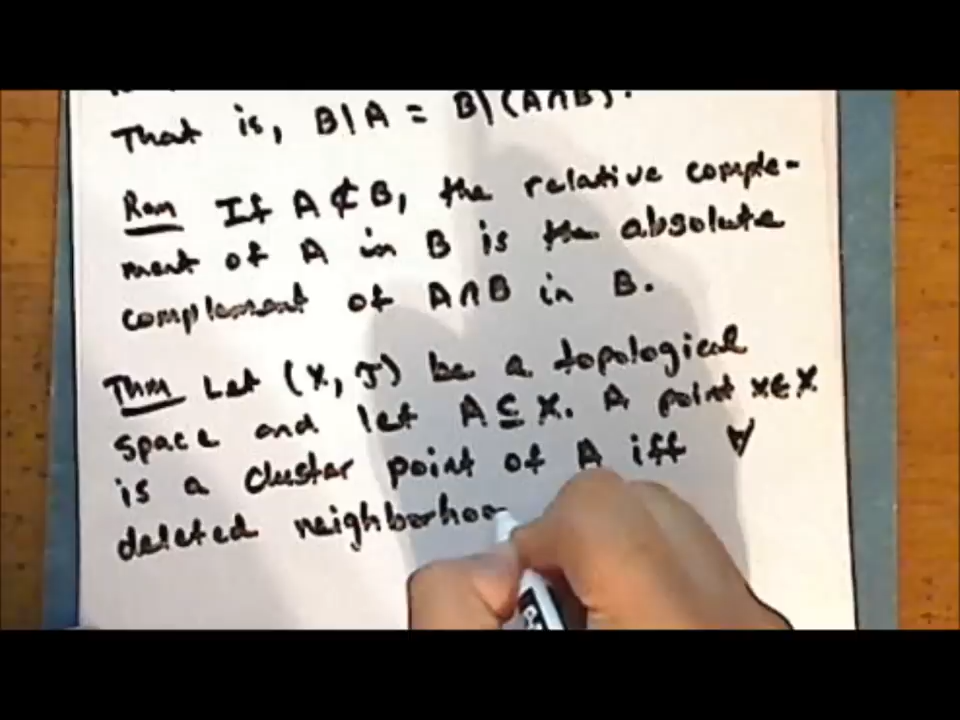 That is, B\A = B\(A∩B).
Rem If A ⊄ B, the relative comple-
ment of A in B is the absolute
complement of A∩B in B.
Thm Let (X, J) be a topological
space and let A ⊆ X. A point x∈X
is a cluster point of A iff ∀
deleted neighborhoo